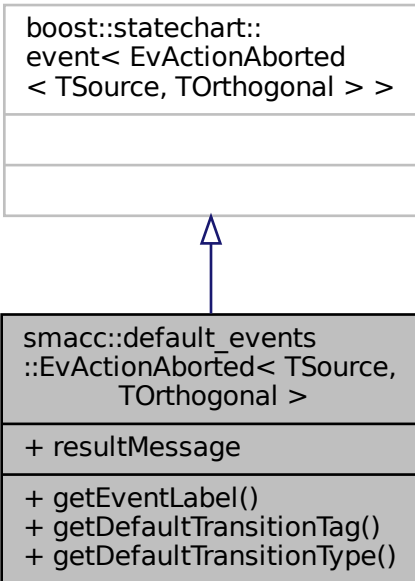 boost::statechart::
event< EvActionAborted
< TSource, TOrthogonal > >
smacc::default_events
::EvActionAborted< TSource,
TOrthogonal >
+ resultMessage
+ getEventLabel()
+ getDefaultTransitionTag()
+ getDefaultTransitionType()